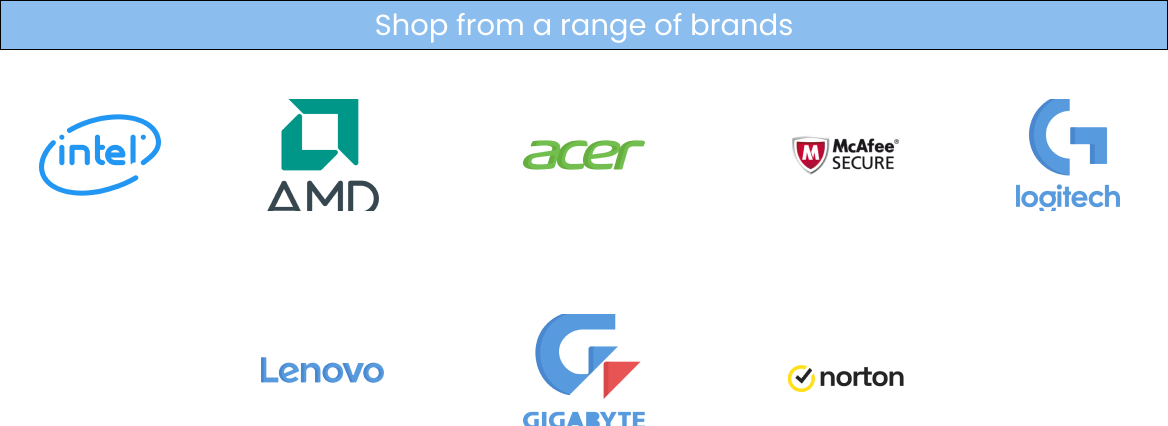 Shop from a range of brands
intel
AMD
acer
M
McAfee®
SECURE
G
logitech
Lenovo
G
GIGABYTE
norton